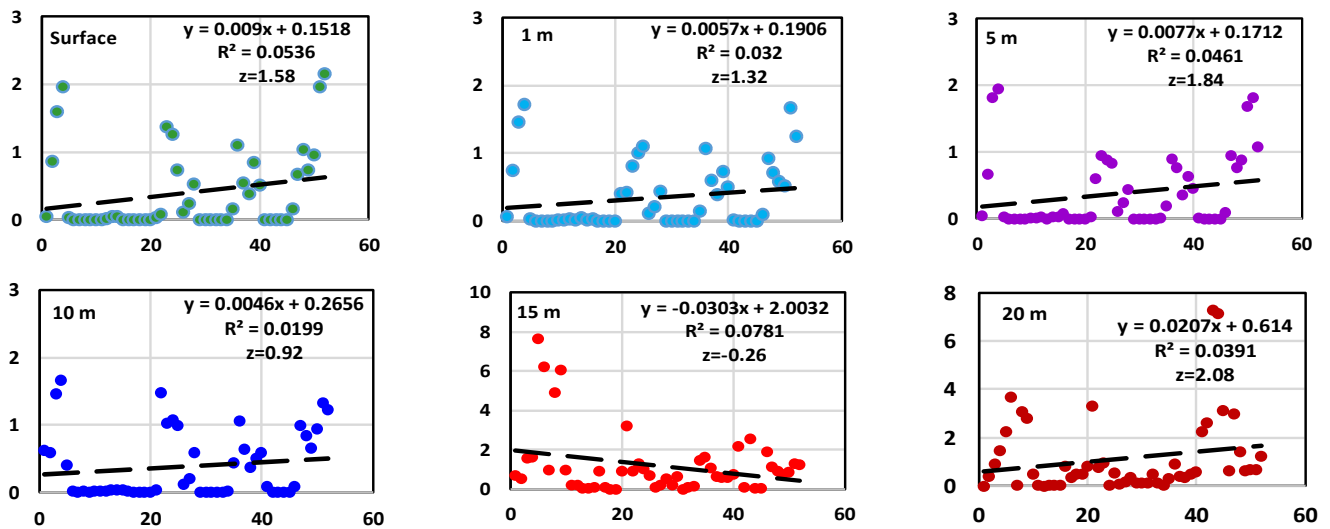 3
2
1
0
0
20
40
60
Surface
y = 0.009x + 0.1518
R² = 0.0536
z=1.58
3
2
1
0
0
20
40
60
1 m
y = 0.0057x + 0.1906
R² = 0.032
z=1.32
3
2
1
0
0
20
40
60
5 m
y = 0.0077x + 0.1712
R² = 0.0461
z=1.84
3
2
1
0
0
20
40
60
10 m
y = 0.0046x + 0.2656
R² = 0.0199
z=0.92
10
8
6
4
2
0
0
20
40
60
15 m
y = -0.0303x + 2.0032
R² = 0.0781
z=-0.26
8
6
4
2
0
0
20
40
60
20 m
y = 0.0207x + 0.614
R² = 0.0391
z=2.08